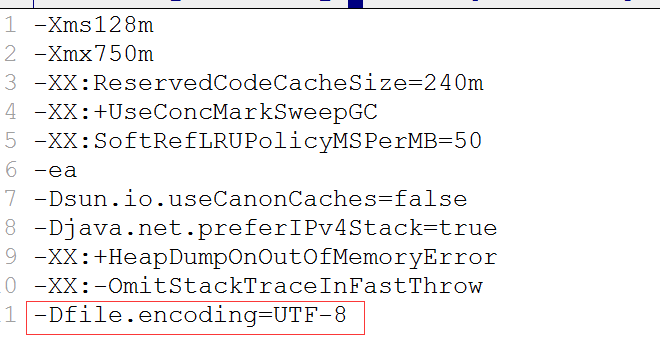 1 -Xms128m
2 -Xmx750m
3 -XX:ReservedCodeCacheSize=240m
4 -XX:+UseConcMarkSweepGC
5 -XX:SoftRefLRUPolicyMSPerMB=50
6 -ea
7 -Dsun.io.useCanonCaches=false
8 -Djava.net.preferIPv4Stack=true
9 -XX:+HeapDumpOnOutOfMemoryError
0 -XX:-OmitStackTraceInFastThrow
1 -Dfile.encoding=UTF-8